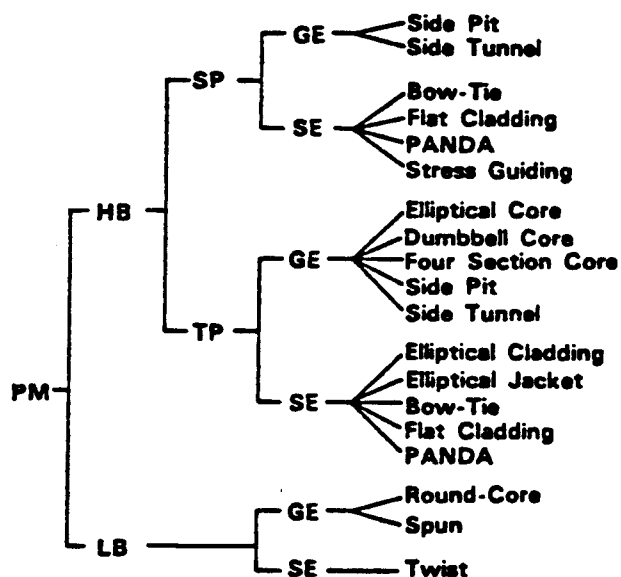 Side Pit
GE
Side Tunnel
SP
Bow-Tie
Flat Cladding
SE
PANDA
Stress Guiding
HB
Elliptical Core
Dumbbell Core
GE
Four Section Core
Side Pit
Side Tunnel
TP
Elliptical Cladding
Elliptical Jacket
PM
SE
Bow-Tie
Flat Cladding
PANDA
Round-Core
GE
Spun
LB
SE
Twist